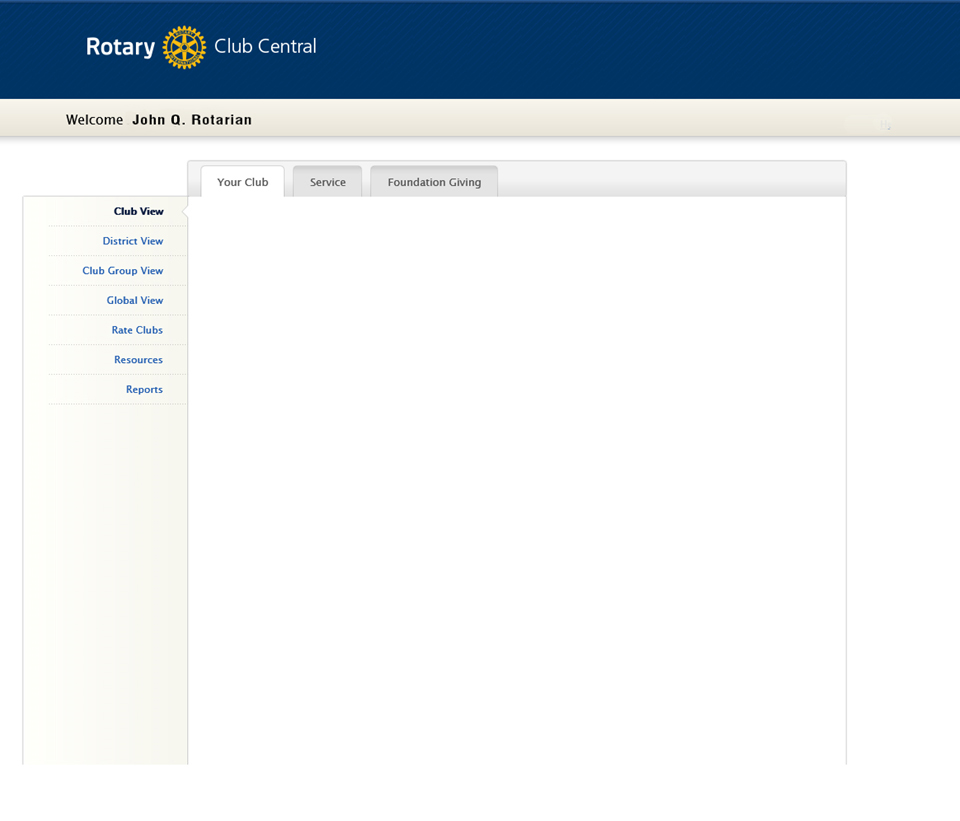 Rotary Club Central
Welcome John Q. Rotarian
Your Club Service Foundation Giving
Club View
District View
Club Group View
Global View
Rate Clubs
Resources
Reports